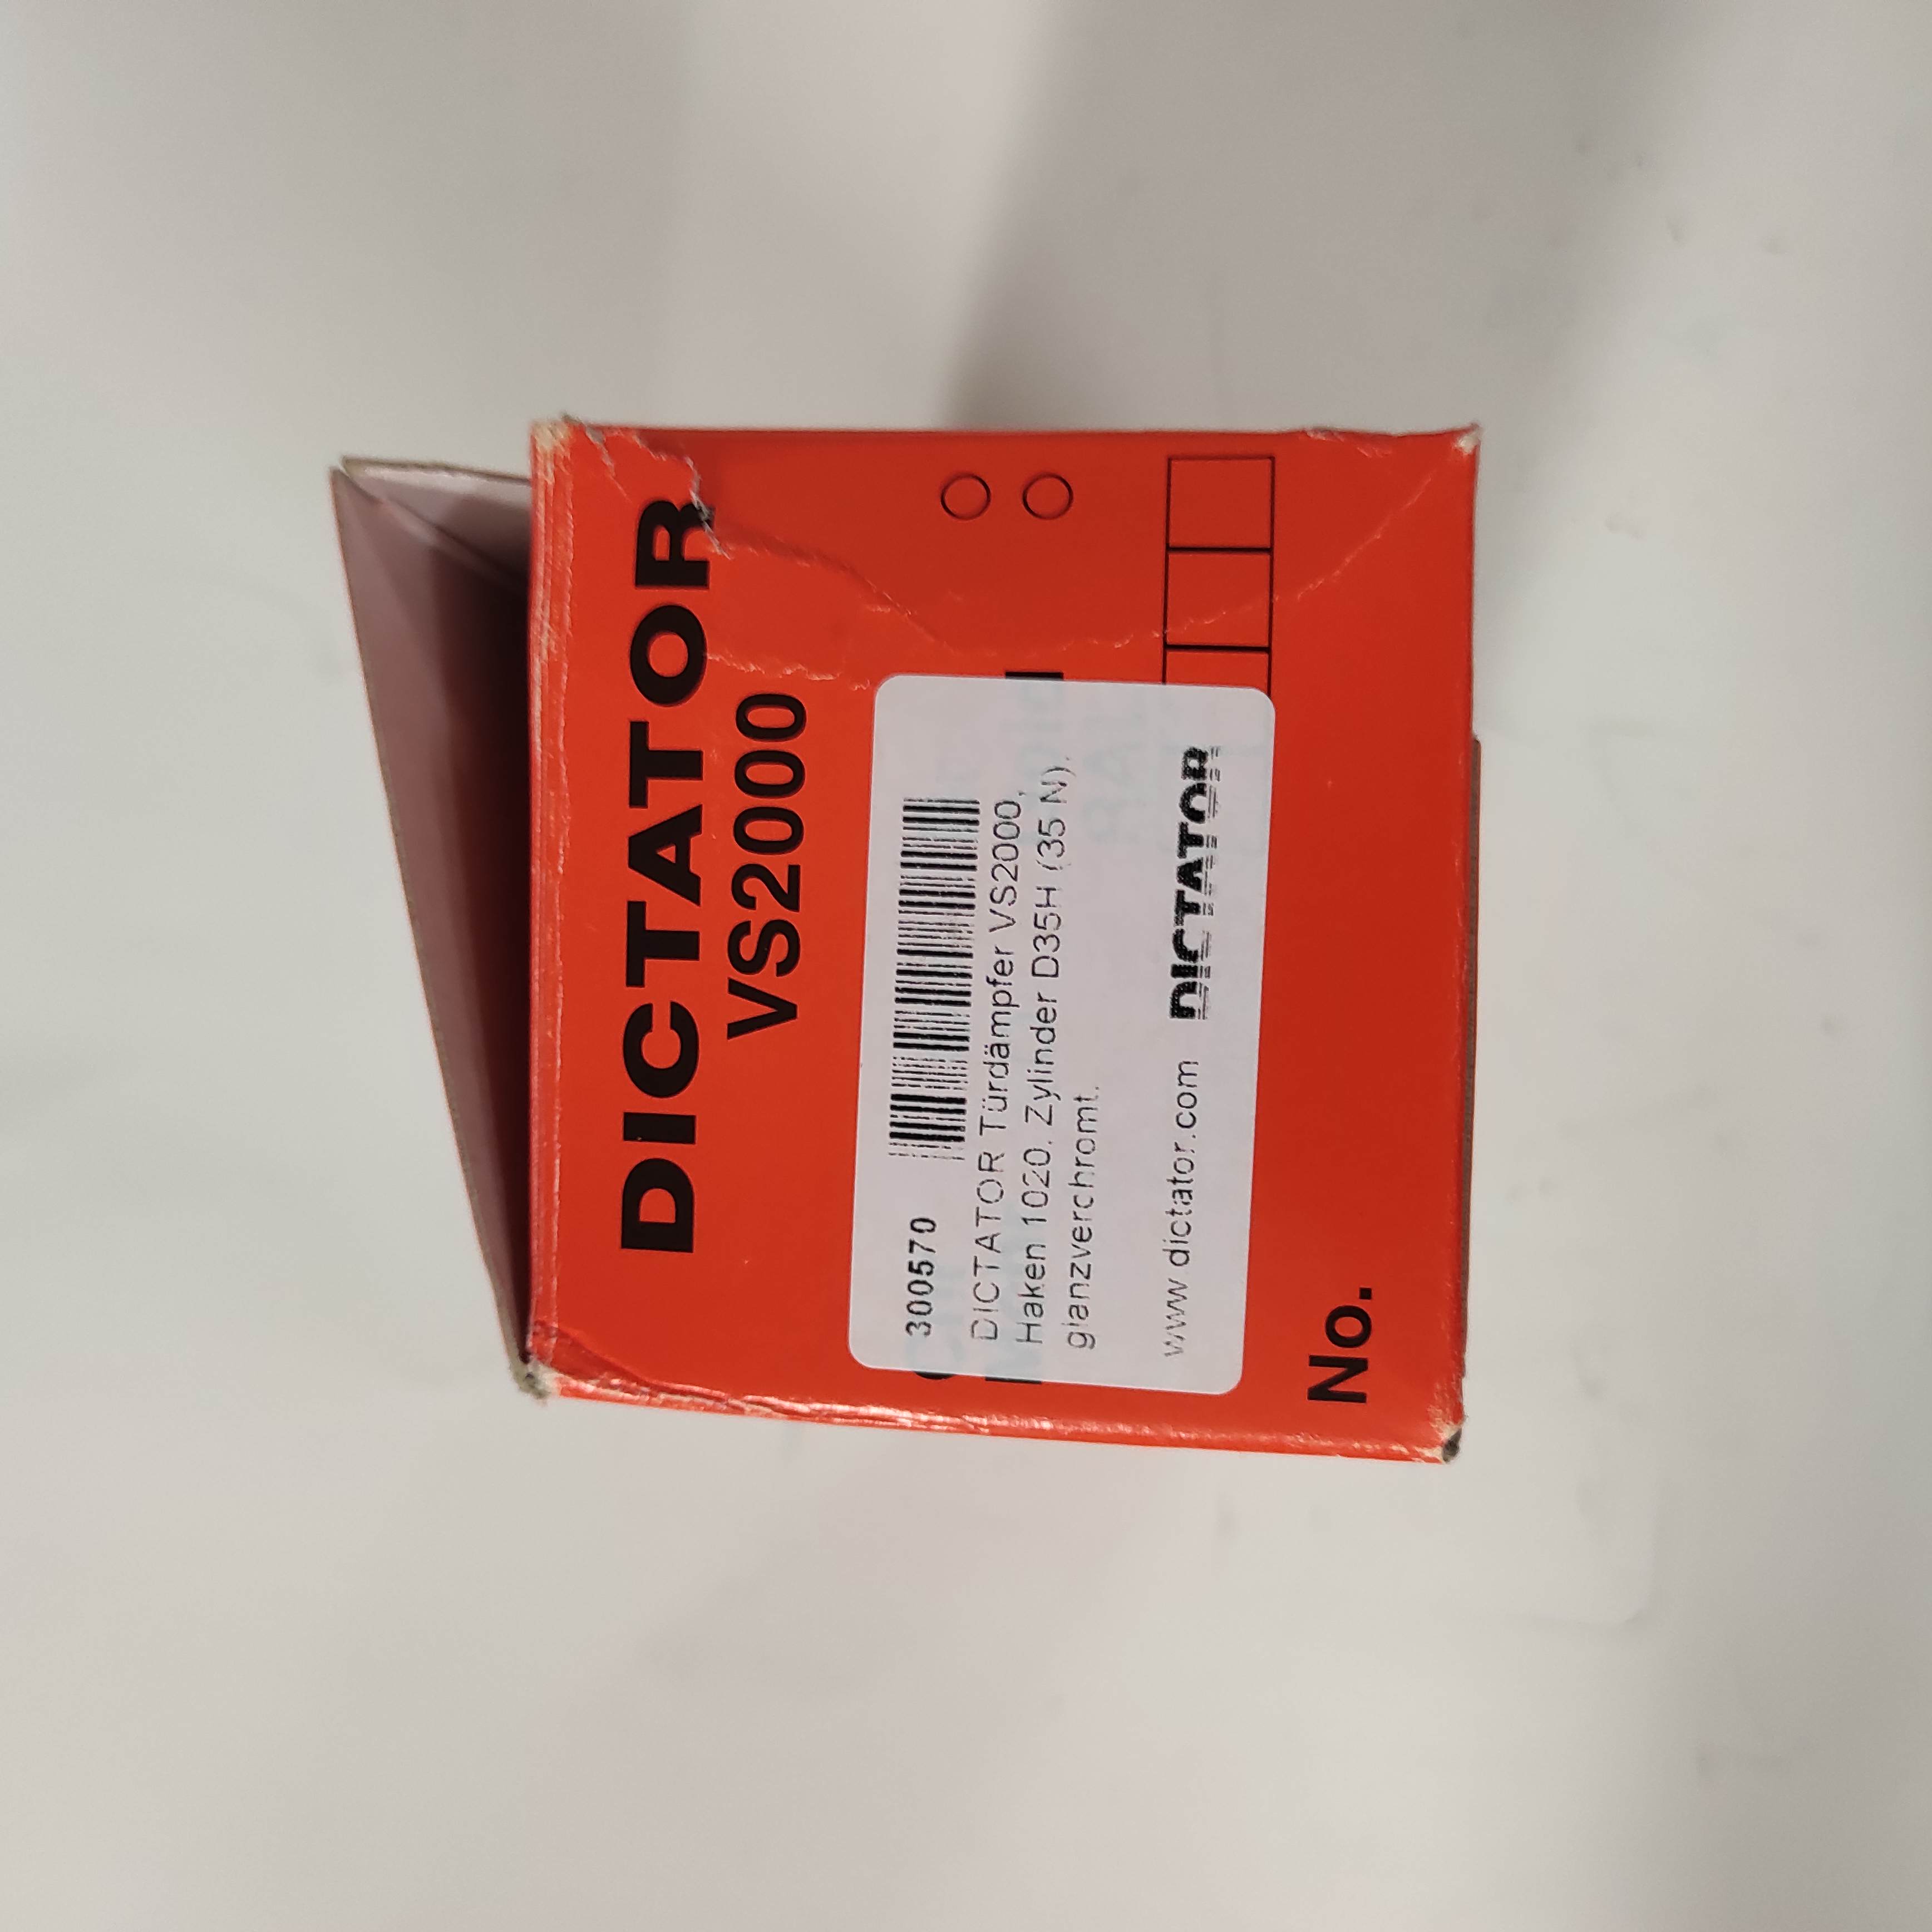 DICTATOR
VS2000
300570
DICTATOR Türdämpfer VS2000,
Haken 1020, Zylinder D35H (35 N),
glanzverchromt.
www.dictator.com DICTATOR
No.